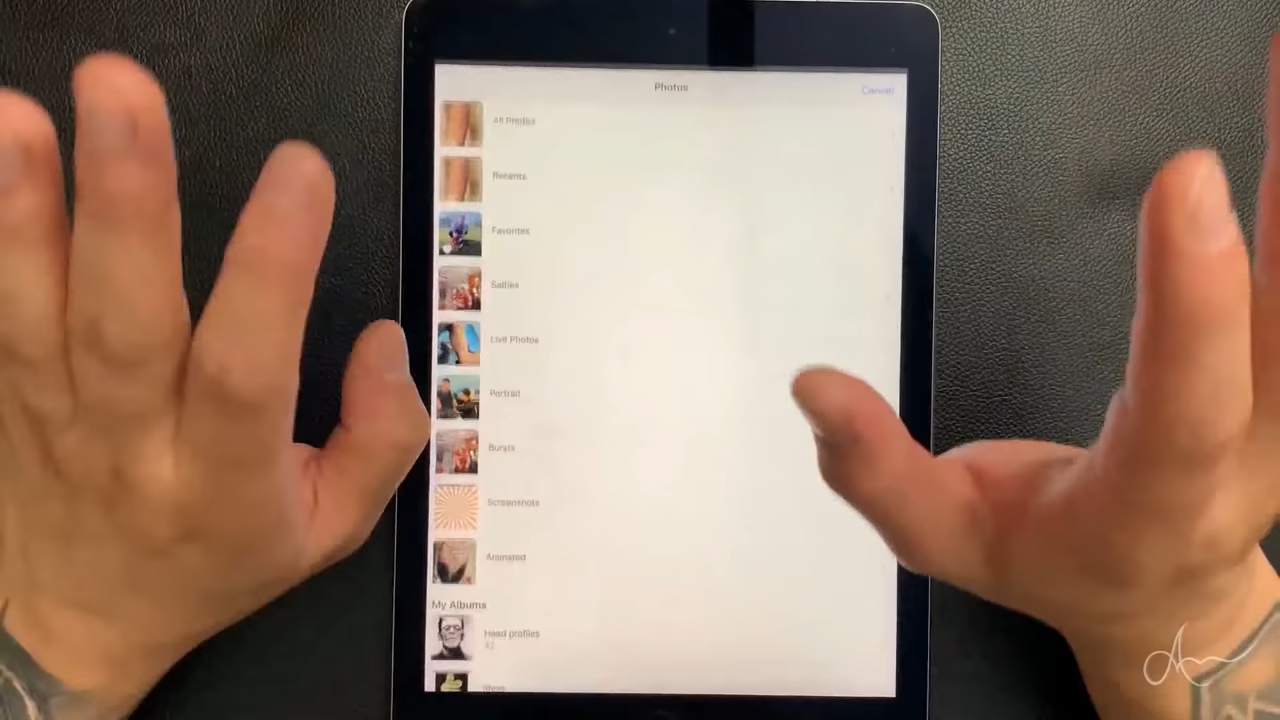 Photos
Cancel
All Photos
Recents
Favorites
Selfies
Live Photos
Portrait
Bursts
Screenshots
Animated
My Albums
Head profiles